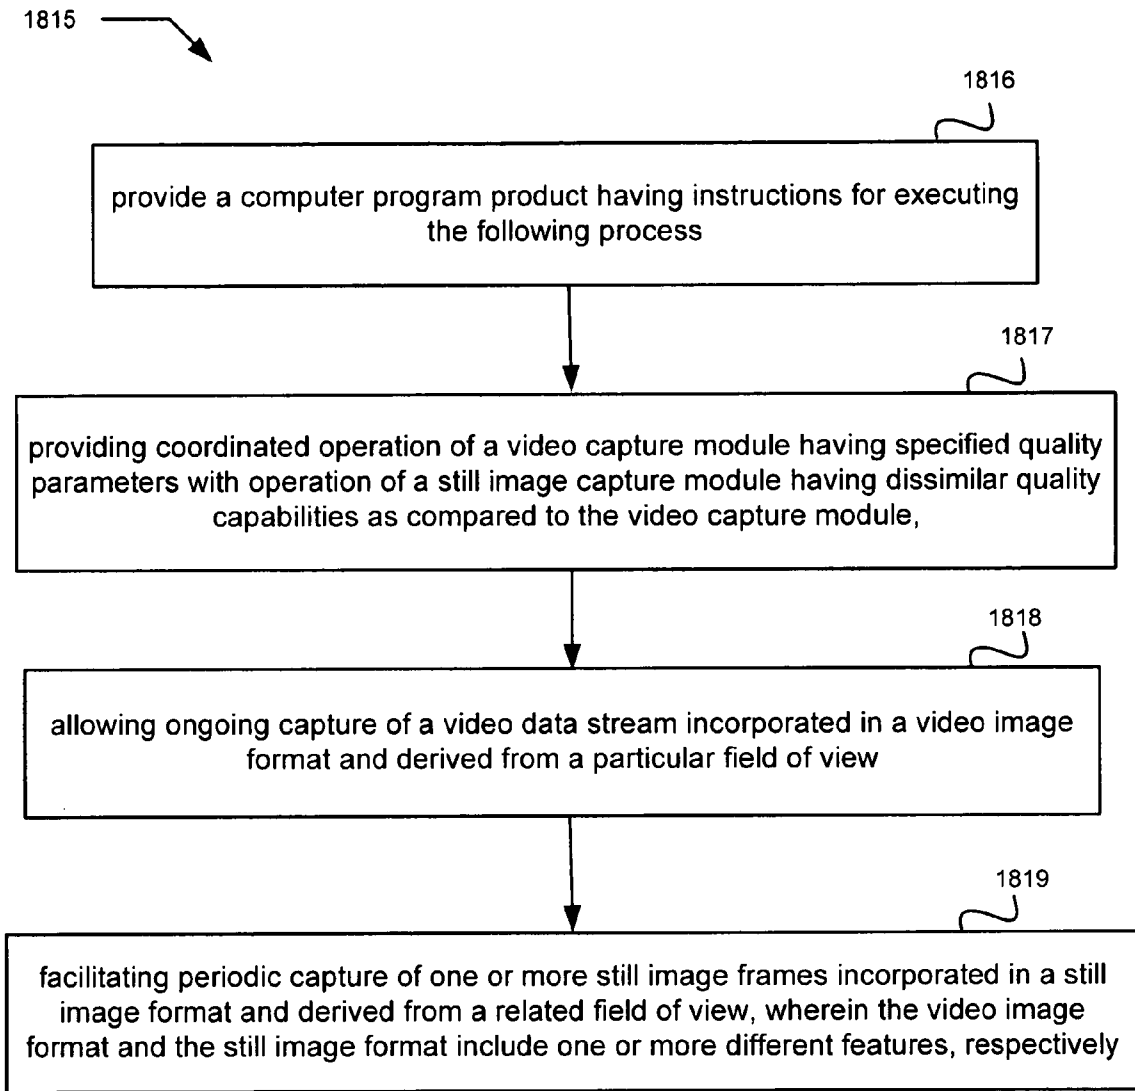 1815
1816
provide a computer program product having instructions for executing
the following process
1817
providing coordinated operation of a video capture module having specified quality
parameters with operation of a still image capture module having dissimilar quality
capabilities as compared to the video capture module,
1818
allowing ongoing capture of a video data stream incorporated in a video image
format and derived from a particular field of view
1819
facilitating periodic capture of one or more still image frames incorporated in a still
image format and derived from a related field of view, wherein the video image
format and the still image format include one or more different features, respectively